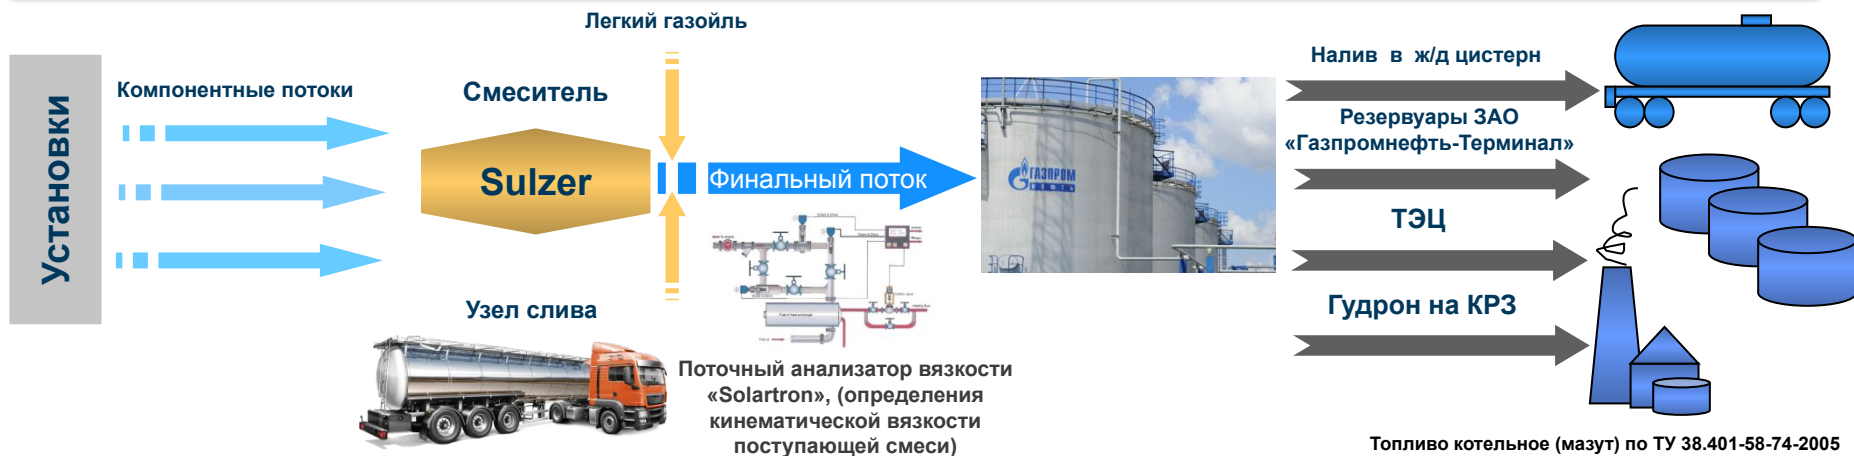 Легкий газойль
Установки
Компонентные потоки
Смеситель
Sulzer
Финальный поток
ГАЗПРОМ
НЕФТЬ
Налив в ж/д цистерн
Резервуары ЗАО
«Газпромнефть-Терминал»
ТЭЦ
Гудрон на КРЗ
Узел слива
Поточный анализатор вязкости
«Solartron», (определения
кинематической вязкости
поступающей смеси)
Топливо котельное (мазут) по ТУ 38.401-58-74-2005